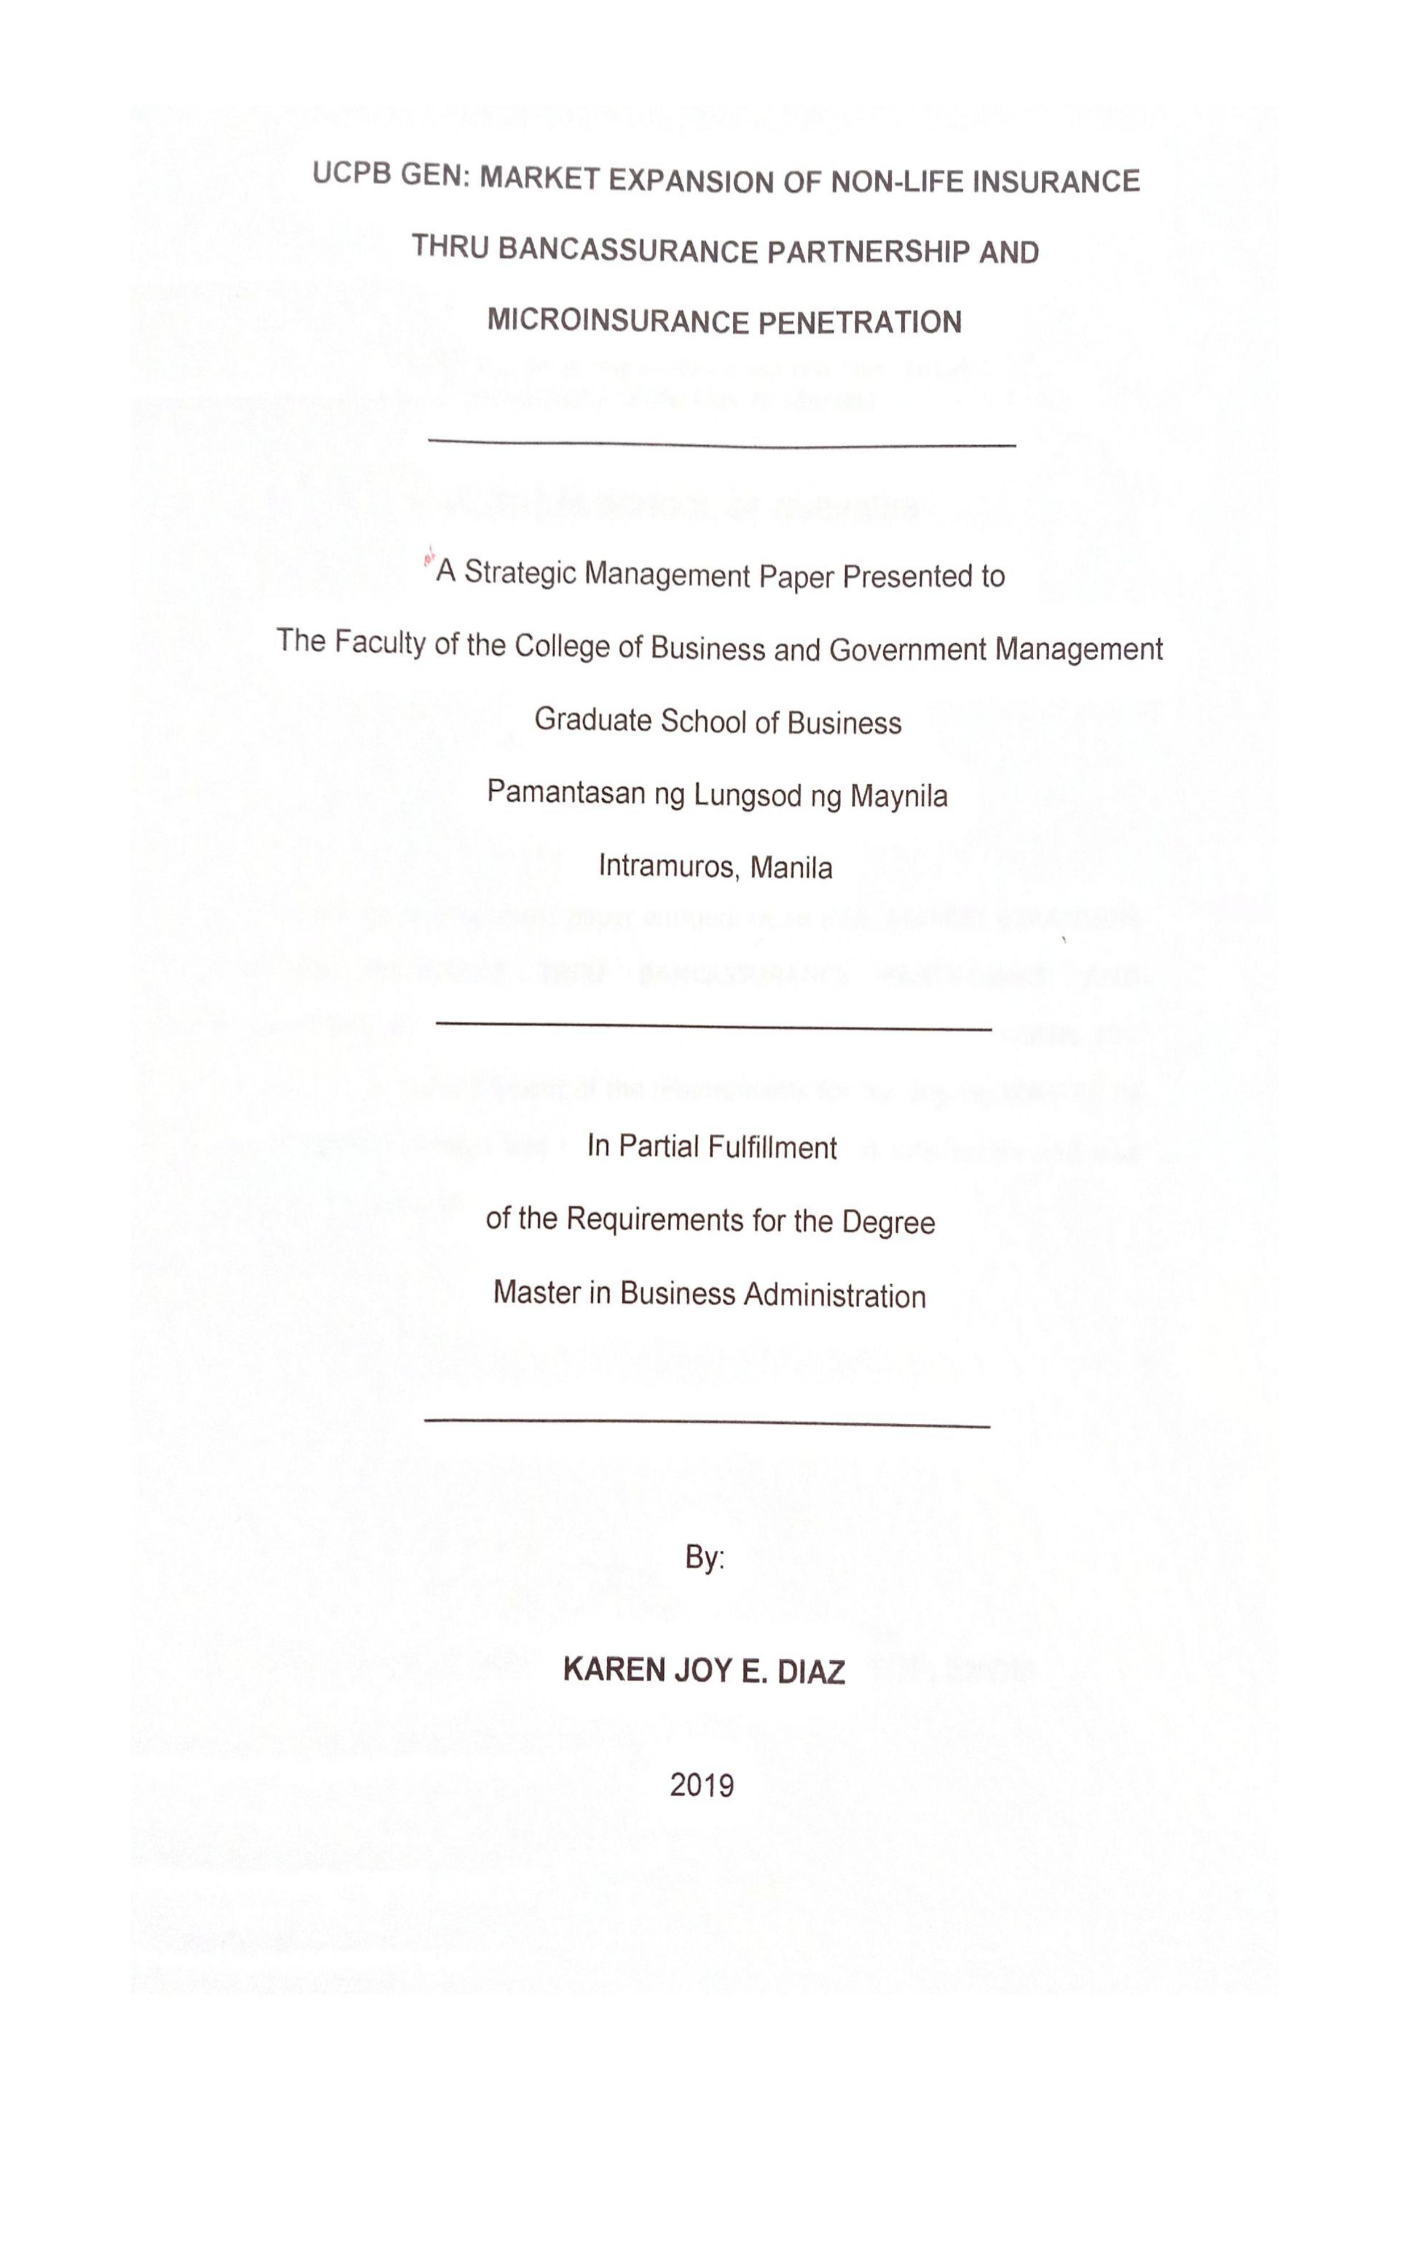 UCPB GEN: MARKET EXPANSION OF NON-LIFE INSURANCE
THRU BANCASSURANCE PARTNERSHIP AND
MICROINSURANCE PENETRATION
A Strategic Management Paper Presented to
The Faculty of the College of Business and Government Management
Graduate School of Business
Pamantasan ng Lungsod ng Maynila
Intramuros, Manila
In Partial Fulfillment
of the Requirements for the Degree
Master in Business Administration
By:
KAREN JOY E. DIAZ
2019